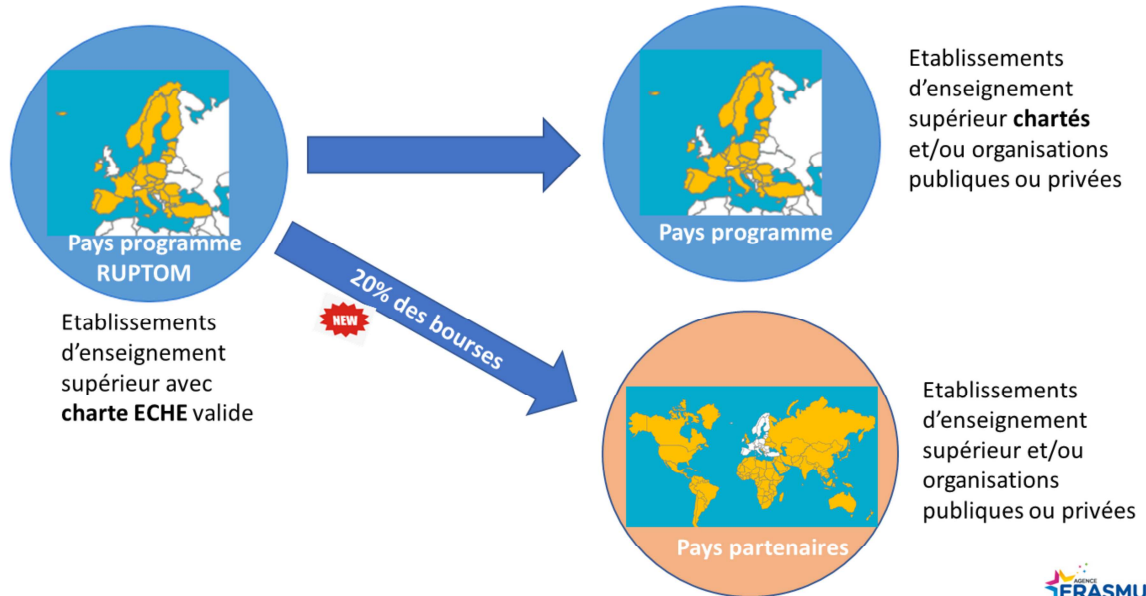 Pays programme
RUPTOM
Etablissements
d’enseignement
supérieur avec
charte ECHE valide
NEW
20% des bourses
Pays programme
Etablissements
d’enseignement
supérieur chartés
et/ou organisations
publiques ou privées
Pays partenaires
Etablissements
d’enseignement
supérieur et/ou
organisations
publiques ou privées
AGENCE
ERASMU